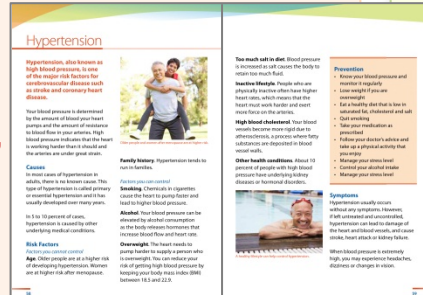 Hypertension
Hypertension, also known as
high blood pressure, is one
of the major risk factors for
cerebrovascular disease such
as stroke and coronary heart
disease.
Your blood pressure is determined
by the amount of blood your heart
pumps and the amount of resistance
to blood flow in your arteries. High
blood pressure indicates that the heart
is working harder than it should and
the arteries are under great strain.
Causes
In most cases of hypertension in
adults, there is no known cause. This
type of hypertension is called primary
or essential hypertension and it has
usually developed over many years.
In 5 to 10 percent of cases,
hypertension is caused by other
underlying medical conditions.
Risk Factors
Factors you cannot control
Age. Older people are at a higher risk
of developing hypertension. Women
are at higher risk after menopause.
Family history. Hypertension tends to
run in families.
Factors you can control
Smoking. Chemicals in cigarettes
cause the heart to pump faster and
lead to higher blood pressure.
Alcohol. Your blood pressure can be
elevated by alcohol consumption
as the body releases hormones that
increase blood flow and heart rate.
Overweight. The heart needs to
pump harder to supply a person who
is overweight. You can reduce your
risk of getting high blood pressure by
keeping your body mass index (BMI)
between 18.5 and 22.9.
Too much salt in diet. Blood pressure
is increased as salt causes the body to
retain too much fluid.
Inactive lifestyle. People who are
physically inactive often have higher
heart rates, which means that the
heart must work harder and exert
more force on the arteries.
High blood cholesterol. Your blood
vessels become more rigid due to
atherosclerosis, a process where fatty
substances are deposited in blood
vessel walls.
Other health conditions. About 10
percent of people with high blood
pressure have underlying kidney
diseases or hormonal disorders.
A healthy lifestyle can help control hypertension.
Prevention
• Know your blood pressure and
monitor it regularly
• Lose weight if you are
overweight
• Eat a healthy diet that is low in
saturated fat, cholesterol and salt
• Quit smoking
• Take your medication as
prescribed
• Follow your doctor's advice and
take up a physical activity that
you enjoy
• Manage your stress level
• Control your alcohol intake
• Manage your stress level
Symptoms
Hypertension usually occurs
without any symptoms. However,
if left untreated and uncontrolled,
hypertension can lead to damage of
the heart and blood vessels, and cause
stroke, heart attack or kidney failure.
When blood pressure is extremely
high, you may experience headaches,
dizziness or changes in vision.